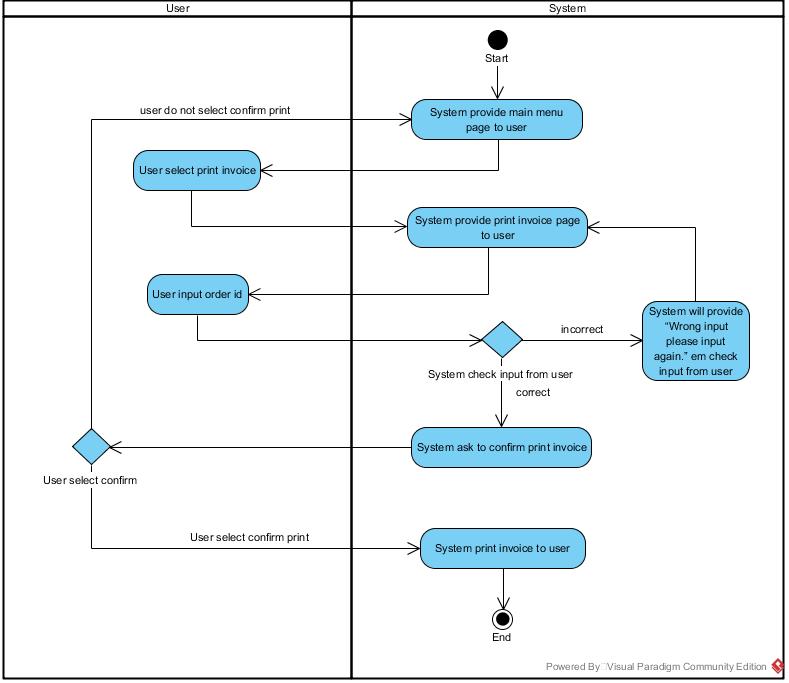 User
System
Start
user do not select confirm print
System provide main menu
page to user
User select print invoice
System provide print invoice page
to user
User input order id
System will provide
“Wrong input
please input
again.” em check
input from user
incorrect
System check input from user
correct
System ask to confirm print invoice
User select confirm
User select confirm print
System print invoice to user
End
Powered By Visual Paradigm Community Edition